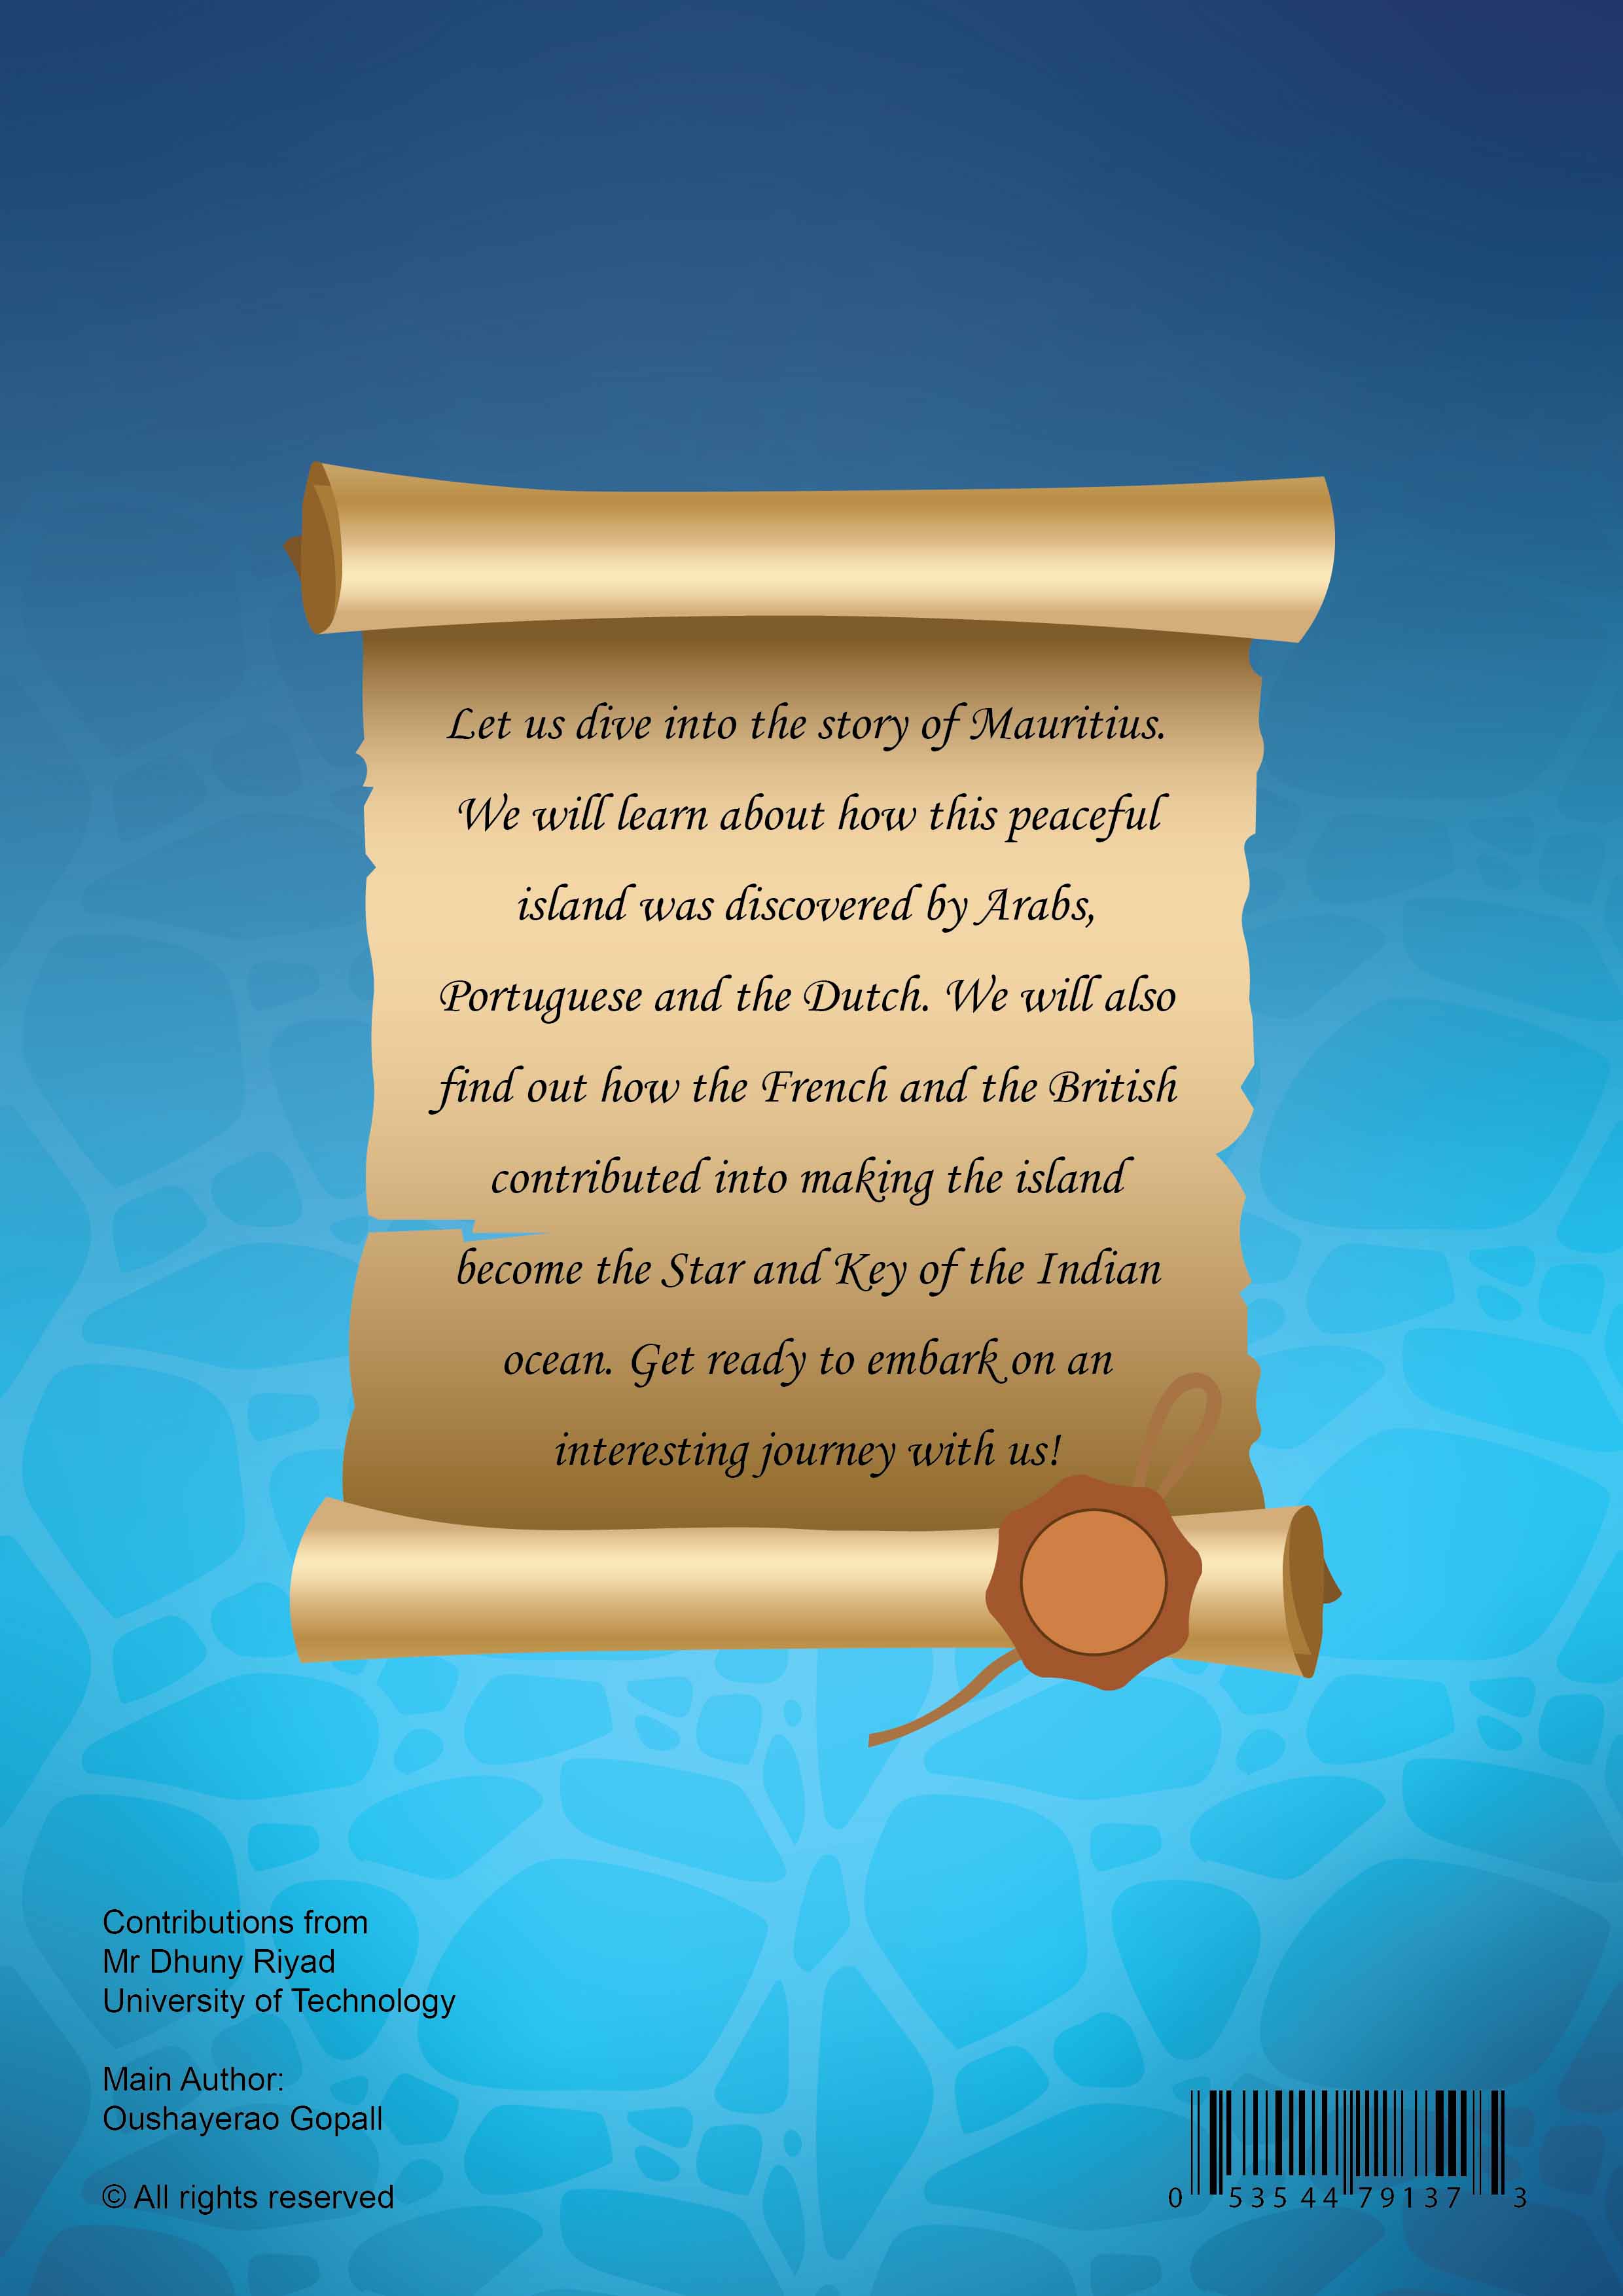 Let us dive into the story of Mauritius.
We will learn about how this peaceful
island was discovered by Arabs,
Portuguese and the Dutch. We will also
find out how the French and the British
contributed into making the island
become the Star and Key of the Indian
ocean. Get ready to embark on an
interesting journey with us!
Contributions from
Mr Dhuny Riyad
University of Technology
Main Author:
Oushayerao Gopall
© All rights reserved
0 53544 79137 3